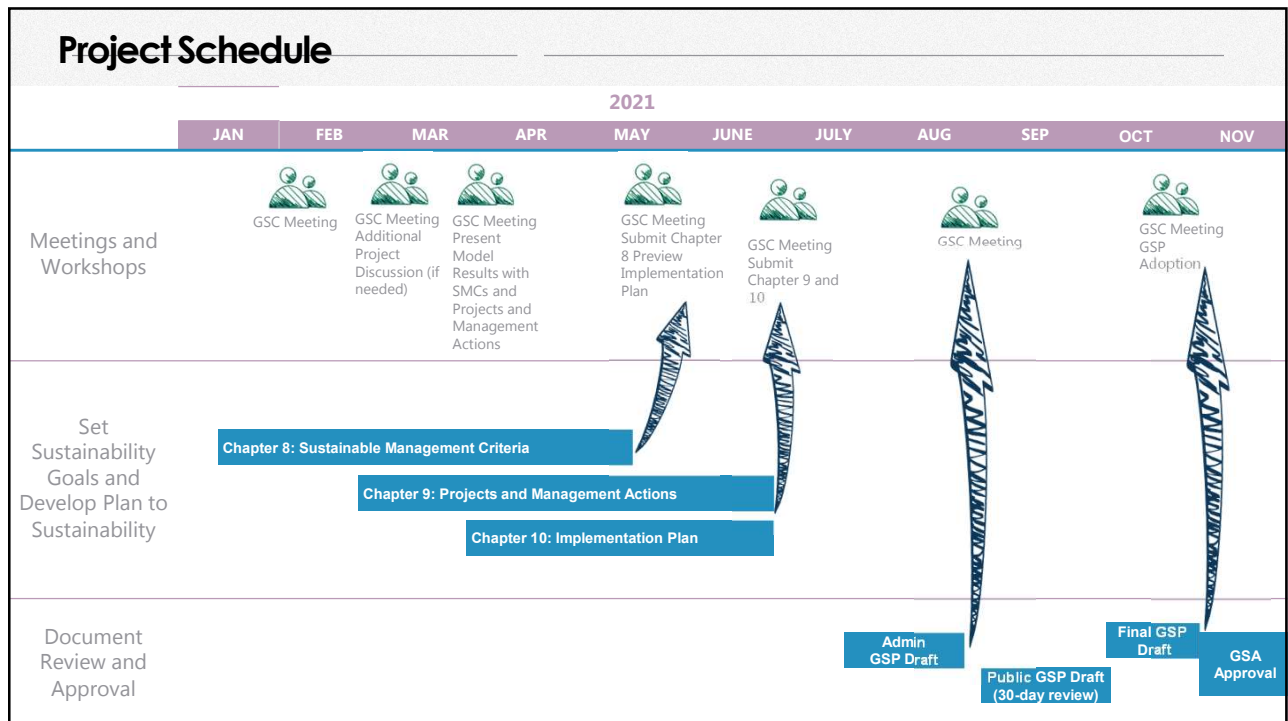 Project Schedule
2021
JAN FEB MAR APR MAY JUNE JULY AUG SEP OCT NOV
Meetings and
Workshops
GSC Meeting
GSC Meeting
Additional
Project
Discussion (if
needed)
GSC Meeting
Present
Model
Results with
SMCs and
Projects and
Management
Actions
GSC Meeting
Submit Chapter
8 Preview
Implementation
Plan
GSC Meeting
Submit
Chapter 9 and
10
GSC Meeting
GSC Meeting
GSP
Adoption
Set
Sustainability
Goals and
Develop Plan to
Sustainability
Chapter 8: Sustainable Management Criteria
Chapter 9: Projects and Management Actions
Chapter 10: Implementation Plan
Document
Review and
Approval
Admin
GSP Draft
Public GSP Draft
(30-day review)
Final GSP
Draft
GSA
Approval